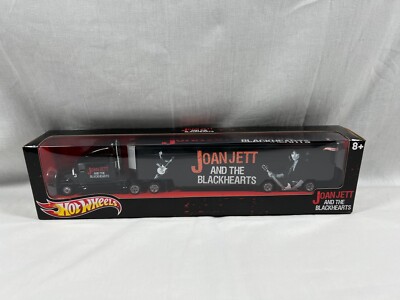 BLACKHEARTS
8+
JOAN JETT
AND THE
BLACKHEARTS
HOT WHEELS
JOAN JETT
AND THE
BLACKHEARTS